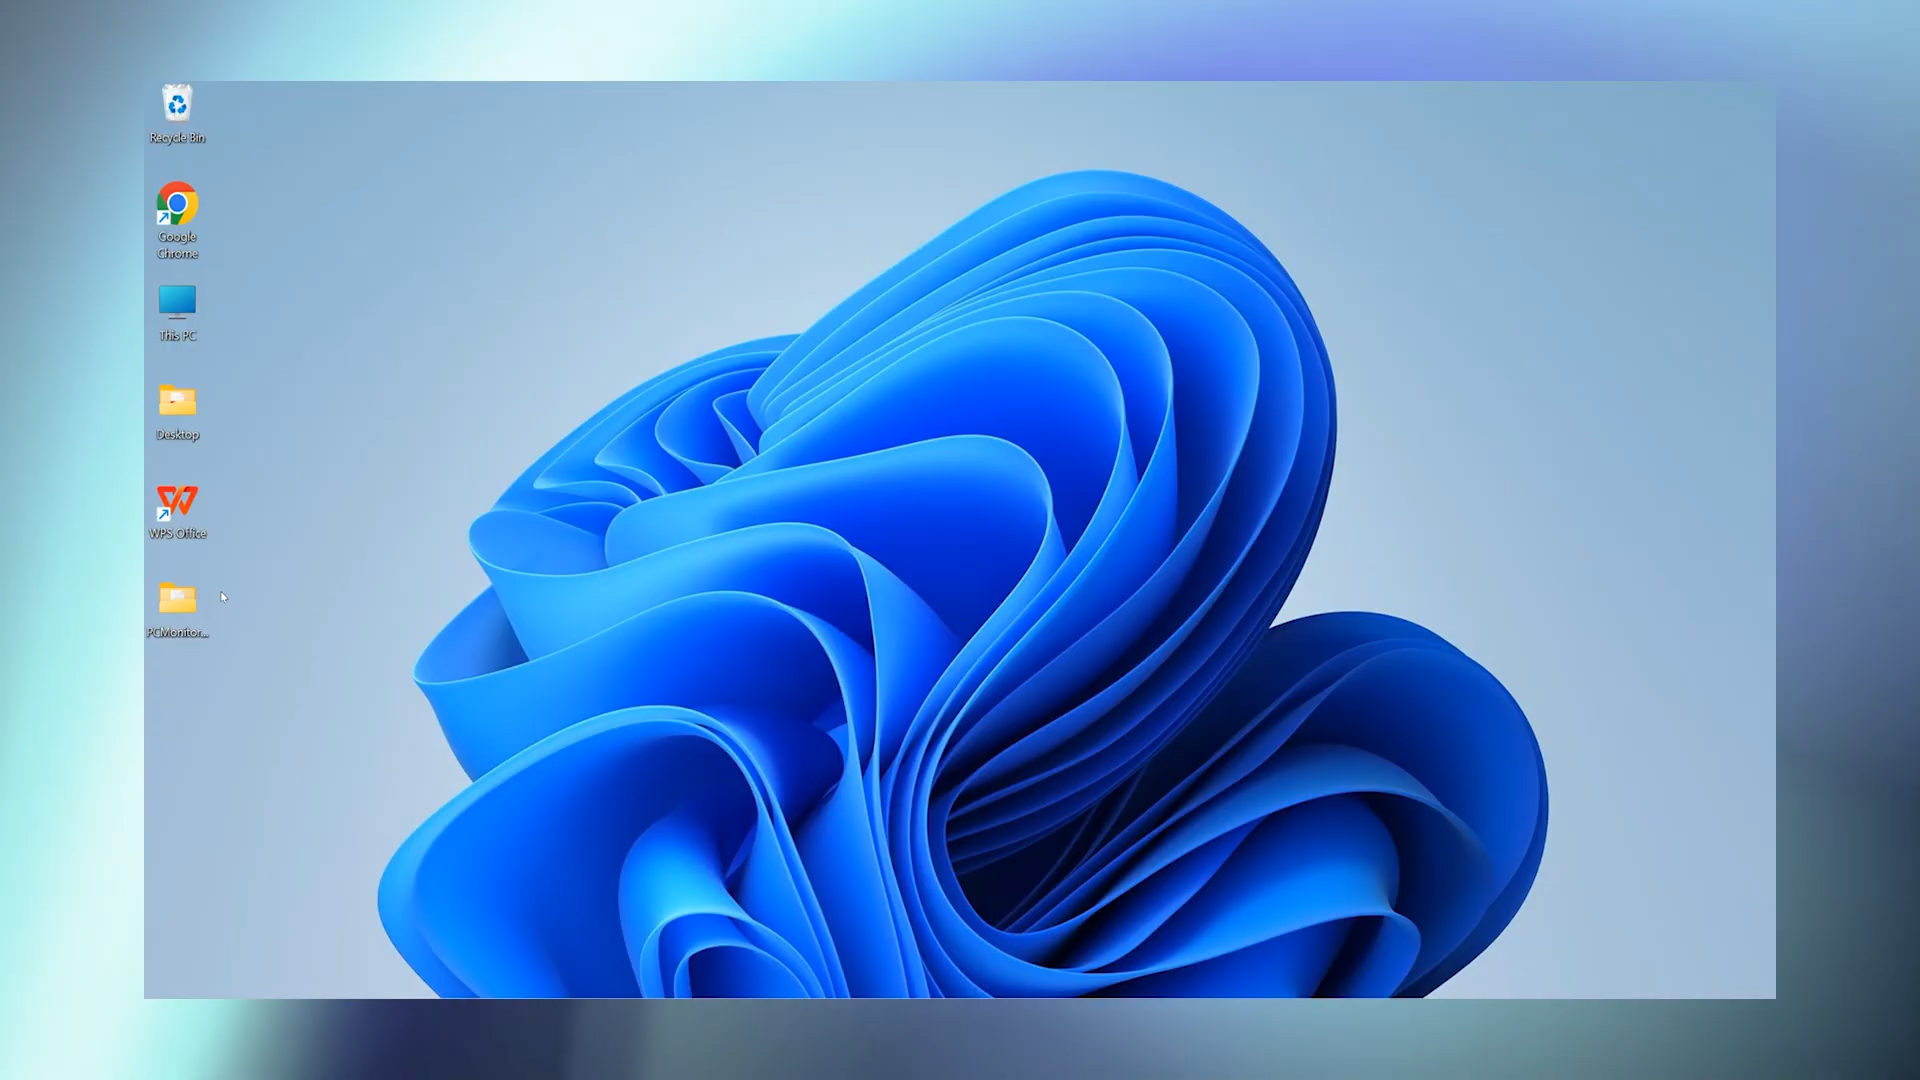 Recycle Bin
Google
Chrome
This PC
Desktop
WPS Office
PCMonitor...